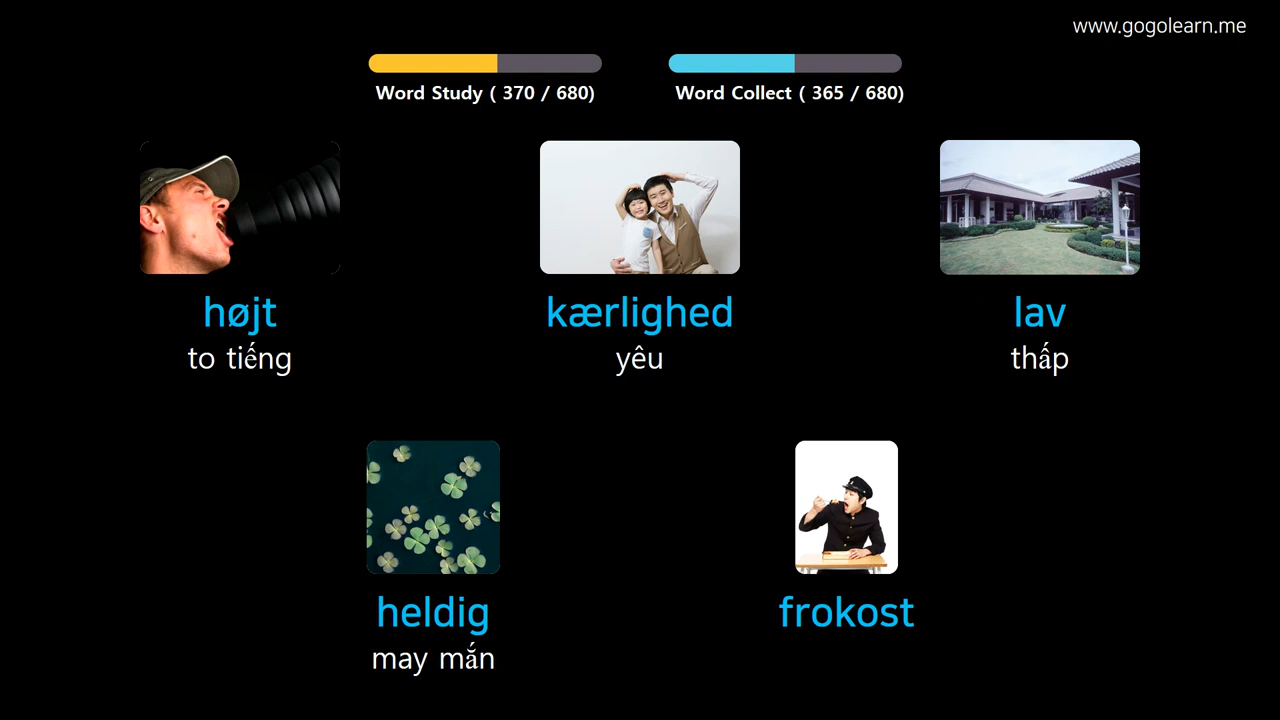 www.gogolearn.me
Word Study ( 370 / 680)
Word Collect ( 365 / 680)
højt
to tiếng
kærlighed
yêu
lav
thấp
heldig
may mắn
frokost